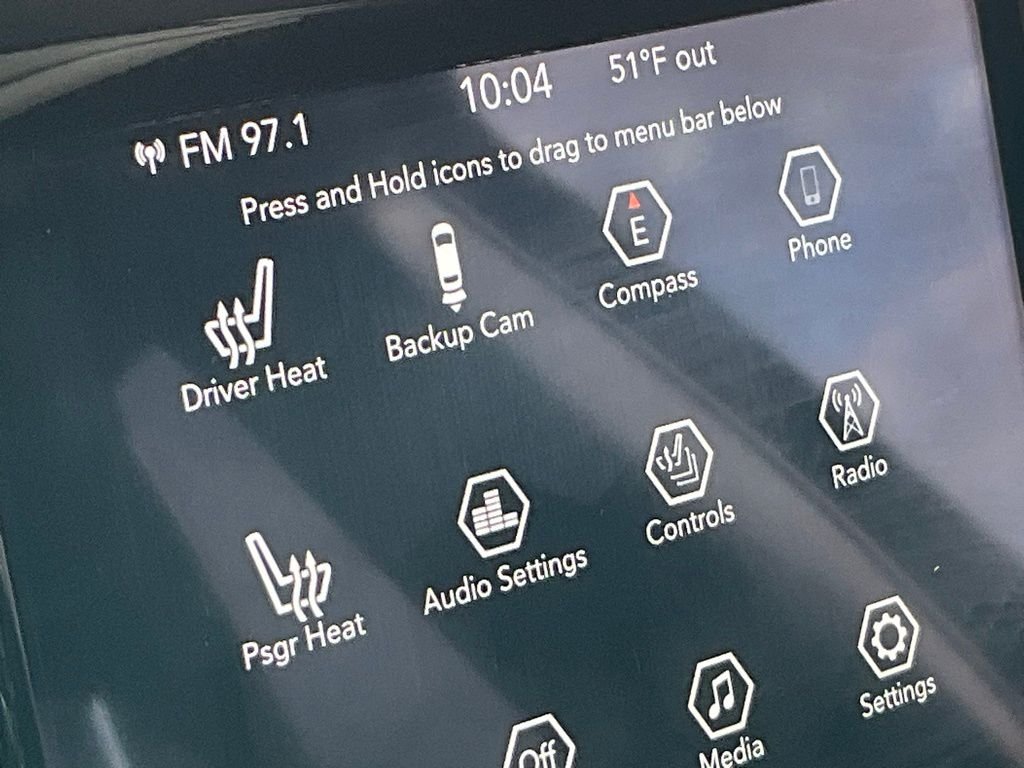 FM 97.1
10:04
51°F out
Press and Hold icons to drag to menu bar below
Driver Heat
Backup Cam
E
Compass
Phone
Psgr Heat
Audio Settings
Controls
Radio
Off
Media
Settings